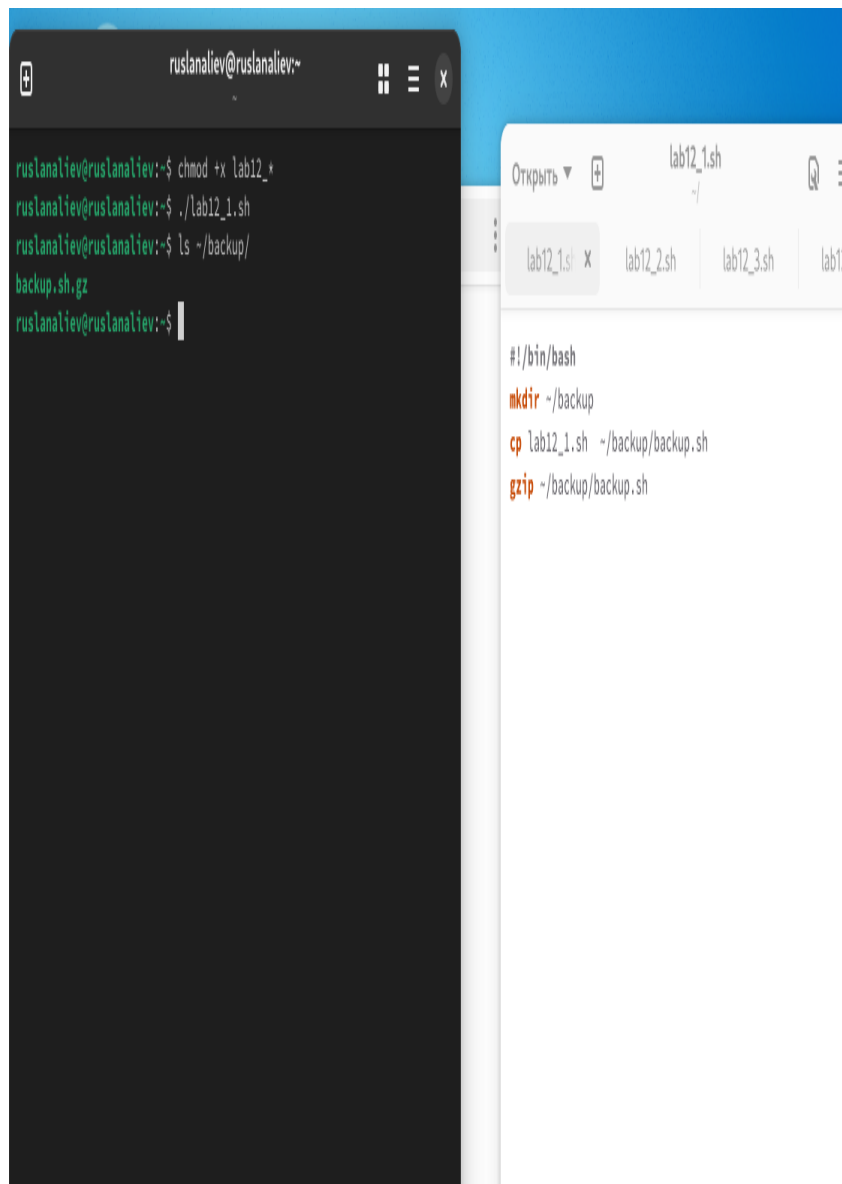 ruslanaliev@ruslanaliev:~
~
ruslanaliev@ruslanaliev:~$ chmod +x lab12_*
ruslanaliev@ruslanaliev:~$ ./lab12_1.sh
ruslanaliev@ruslanaliev:~$ ls ~/backup/
backup.sh.gz
ruslanaliev@ruslanaliev:~$
Открыть
lab12_1.sh
~/
lab12_1.s
lab12_2.sh
lab12_3.sh
lab1
#!/bin/bash
mkdir ~/backup
cp lab12_1.sh ~/backup/backup.sh
gzip ~/backup/backup.sh